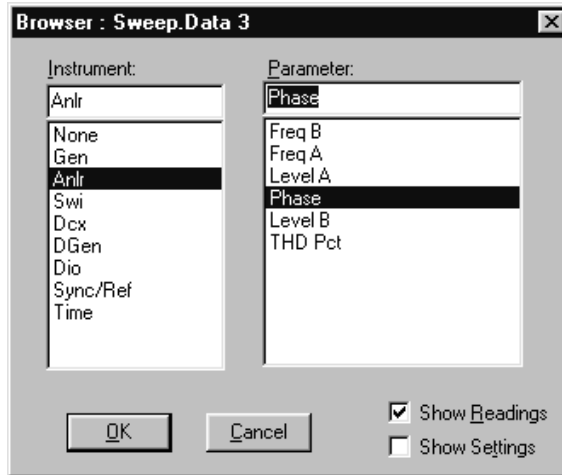 Browser : Sweep.Data 3
Instrument:
Parameter:
Anlr
Phase
None
Gen
Anlr
Swi
Dcx
DGen
Dio
Sync/Ref
Time
Freq B
Freq A
Level A
Phase
Level B
THD Pct
OK
Cancel
Show Readings
Show Settings